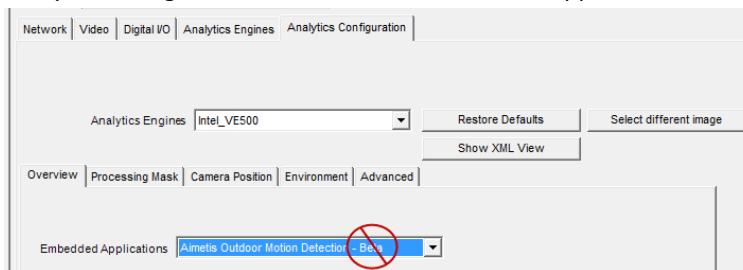 Network Video Digital I/O Analytics Engines Analytics Configuration
Analytics Engines Intel_VE500 Restore Defaults Select different image
Show XML View
Overview Processing Mask Camera Position Environment Advanced
Embedded Applications Aimetis Outdoor Motion Detection - Beta